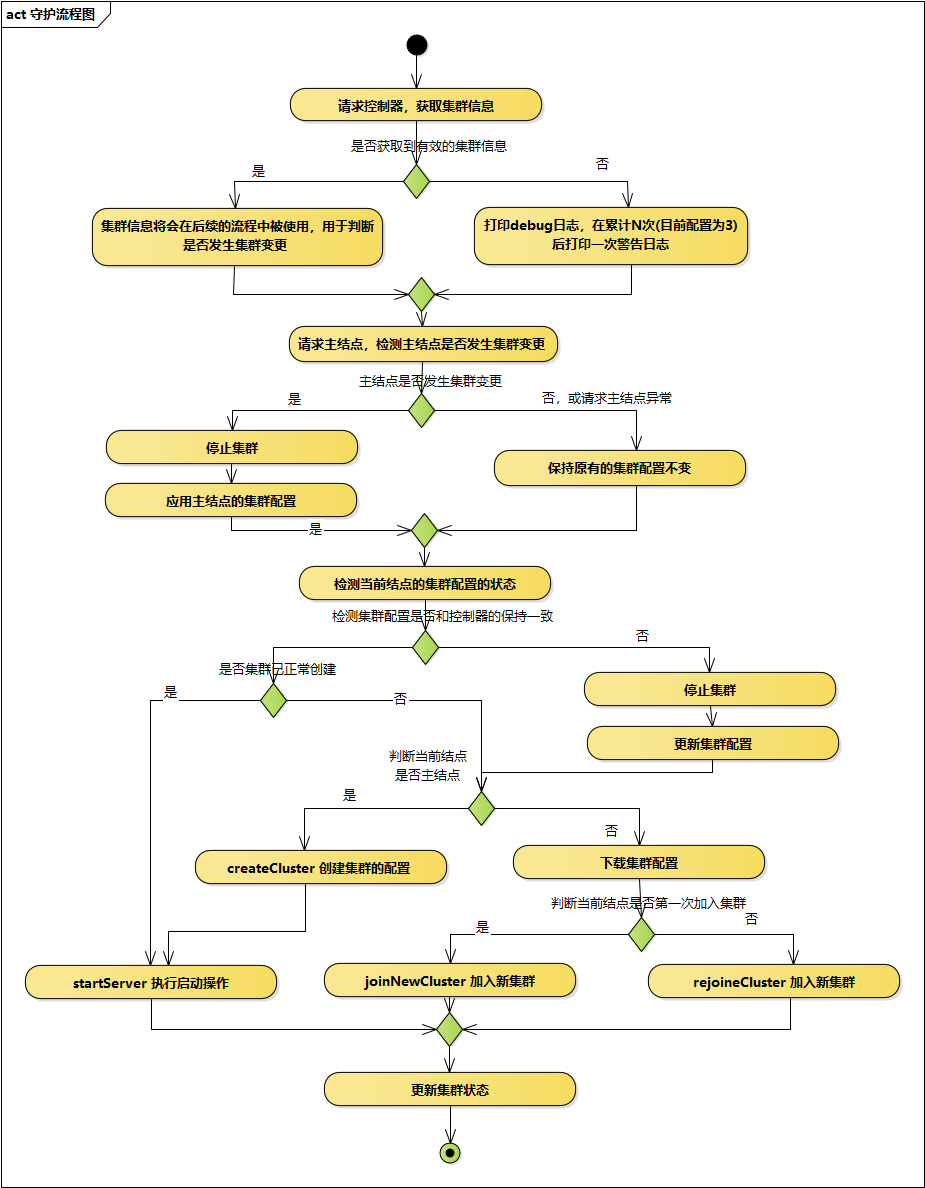 act 守护流程图
请求控制器，获取集群信息
是否获取到有效的集群信息
是
否
集群信息将会在后续的流程中被使用，用于判断
是否发生集群变更
打印debug日志，在累计N次(目前配置为3)
后打印一次警告日志
请求主结点，检测主结点是否发生集群变更
主结点是否发生集群变更
是
否，或请求主结点异常
停止集群
保持原有的集群配置不变
应用主结点的集群配置
是
检测当前结点的集群配置的状态
检测集群配置是否和控制器的保持一致
否
是否集群已正常创建
是
否
停止集群
更新集群配置
判断当前结点
是否主结点
是
否
createCluster 创建集群的配置
下载集群配置
判断当前结点是否第一次加入集群
是
否
startServer 执行启动操作
joinNewCluster 加入新集群
rejoineCluster 加入新集群
更新集群状态